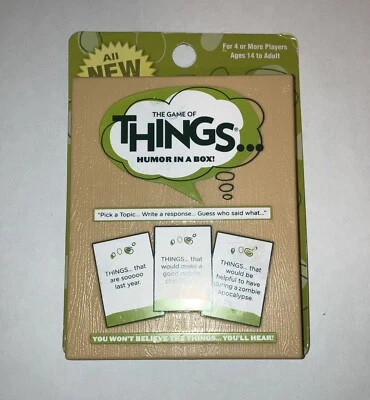 All
NEW
For 4 or More Players
Ages 14 to Adult
THE GAME OF
THINGS®...
HUMOR IN A BOX!
"Pick a Topic... Write a response... Guess who said what..."
THINGS... that
are sooooo
last year.
THINGS... that
would make a
good
THINGS... that
would be
helpful to have
during a zombie
apocalypse.
YOU WON'T BELIEVE THE THINGS... YOU'LL HEAR!